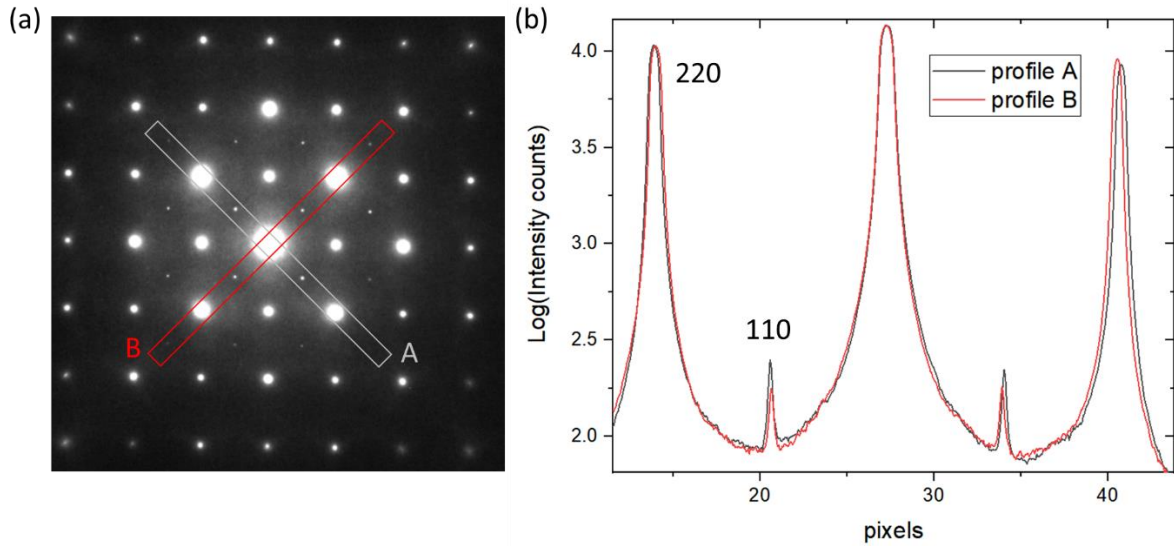 (a)
B
A
(b)
Log(Intensity counts)
4.0
3.5
3.0
2.5
2.0
220
110
profile A
profile B
20
30
40
pixels